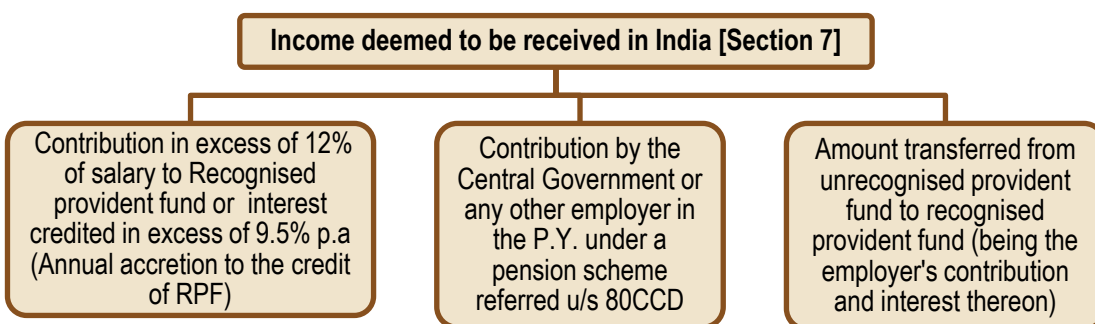 Income deemed to be received in India [Section 7]
Contribution in excess of 12%
of salary to Recognised
provident fund or interest
credited in excess of 9.5% p.a
(Annual accretion to the credit
of RPF)
Contribution by the
Central Government or
any other employer in
the P.Y. under a
pension scheme
referred u/s 80CCD
Amount transferred from
unrecognised provident
fund to recognised
provident fund (being the
employer's contribution
and interest thereon)